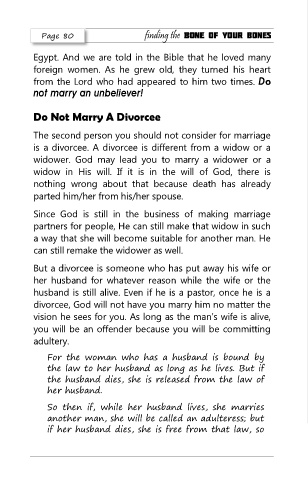 Page 80
finding the BONE OF YOUR BONES
Egypt. And we are told in the Bible that he loved many
foreign women. As he grew old, they turned his heart
from the Lord who had appeared to him two times. Do
not marry an unbeliever!
Do Not Marry A Divorcee
The second person you should not consider for marriage
is a divorcee. A divorcee is different from a widow or a
widower. God may lead you to marry a widower or a
widow in His will. If it is in the will of God, there is
nothing wrong about that because death has already
parted him/her from his/her spouse.
Since God is still in the business of making marriage
partners for people, He can still make that widow in such
a way that she will become suitable for another man. He
can still remake the widower as well.
But a divorcee is someone who has put away his wife or
her husband for whatever reason while the wife or the
husband is still alive. Even if he is a pastor, once he is a
divorcee, God will not have you marry him no matter the
vision he sees for you. As long as the man's wife is alive,
you will be an offender because you will be committing
adultery.
For the woman who has a husband is bound by
the law to her husband as long as he lives. But if
the husband dies, she is released from the law of
her husband.
So then if, while her husband lives, she marries
another man, she will be called an adulteress; but
if her husband dies, she is free from that law, so